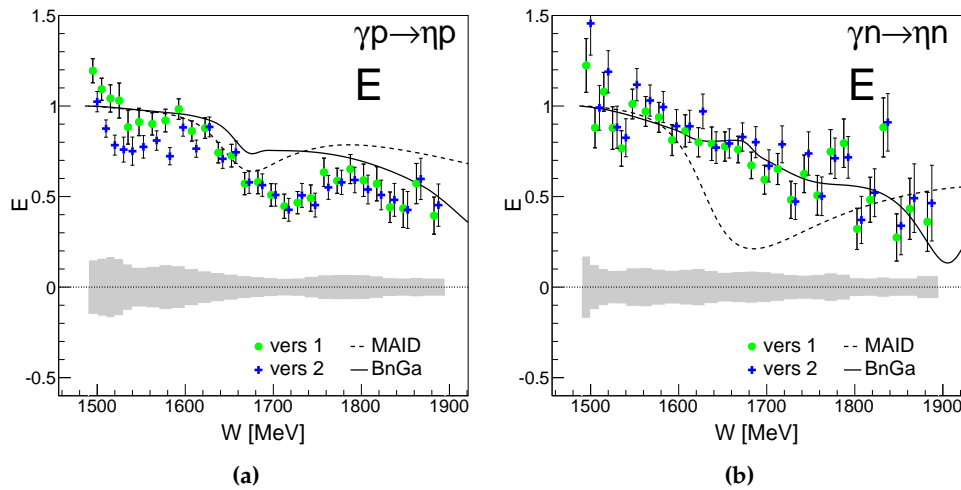 γp→ηp
E
1.5
1
0.5
0
-0.5
E
vers 1
MAID
vers 2
BnGa
1500 1600 1700 1800 1900
W [MeV]
(a)
γn→ηn
E
1.5
1
0.5
0
-0.5
E
vers 1
MAID
vers 2
BnGa
1500 1600 1700 1800 1900
W [MeV]
(b)